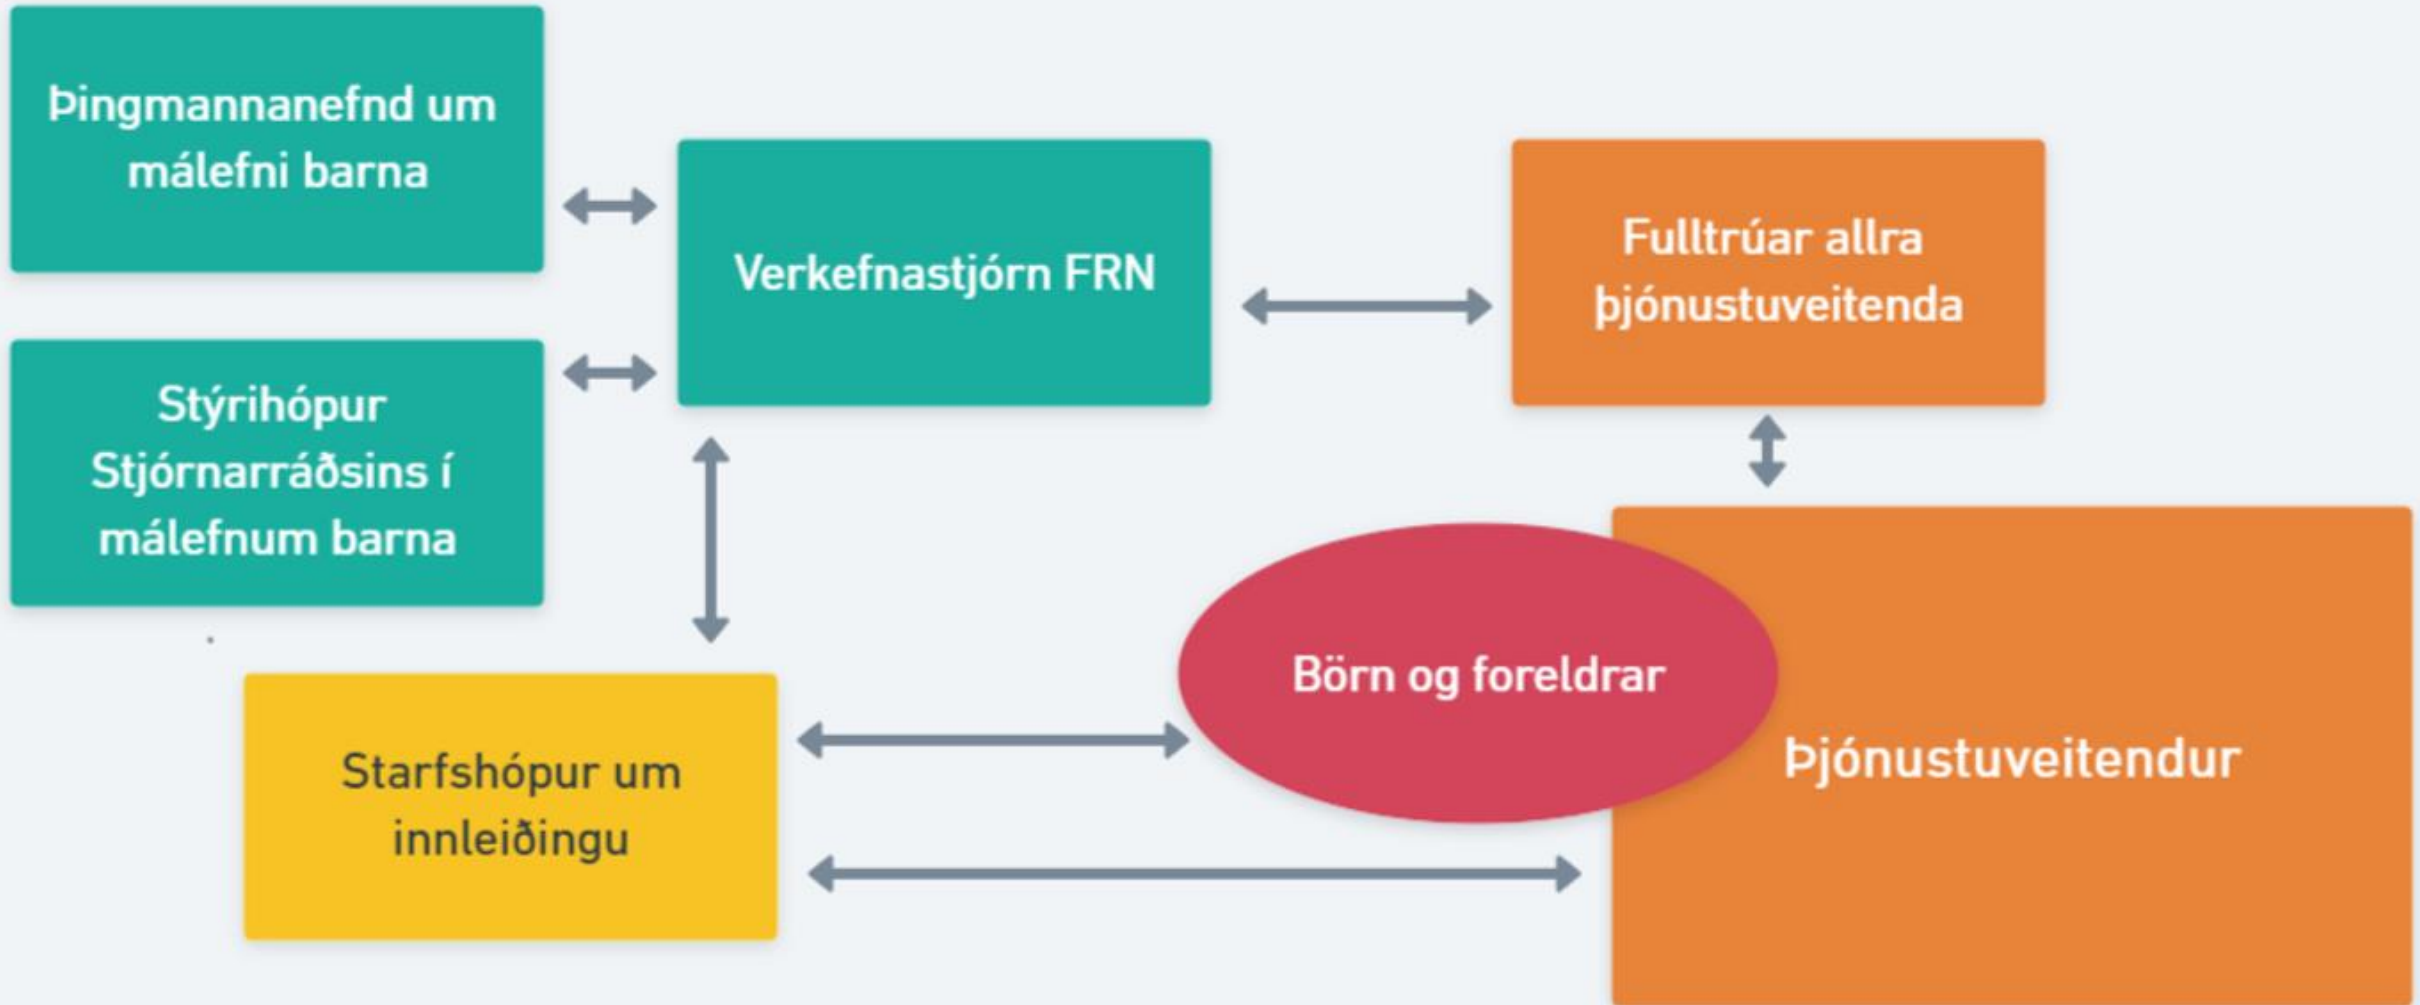 Þingmannanefnd um
málefni barna
Verkefnastjórn FRN
Fulltrúar allra
þjónustuveitenda
Stýrihópur
Stjórnarráðsins í
málefnum barna
Börn og foreldrar
Þjónustuveitendur
Starfshópur um
innleiðingu